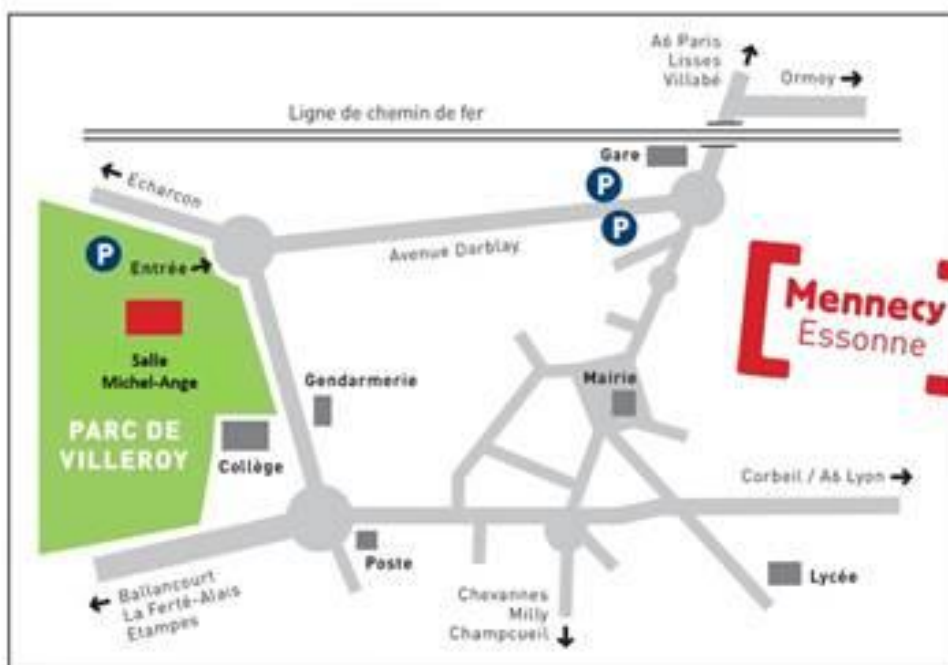 A6 Paris
Lisses
Villabé
Ormoy
Ligne de chemin de fer
Gare
P
Echarcon
P
Avenue Darblay
P
Entrée
Mennecy
Essonne
Salle
Michel-Ange
Gendarmerie
Mairie
PARC DE
VILLEROY
Collège
Corbeil / A6 Lyon
Poste
Lycée
Ballancourt
La Ferté-Alais
Etampes
Chevannes
Milly
Champcueil